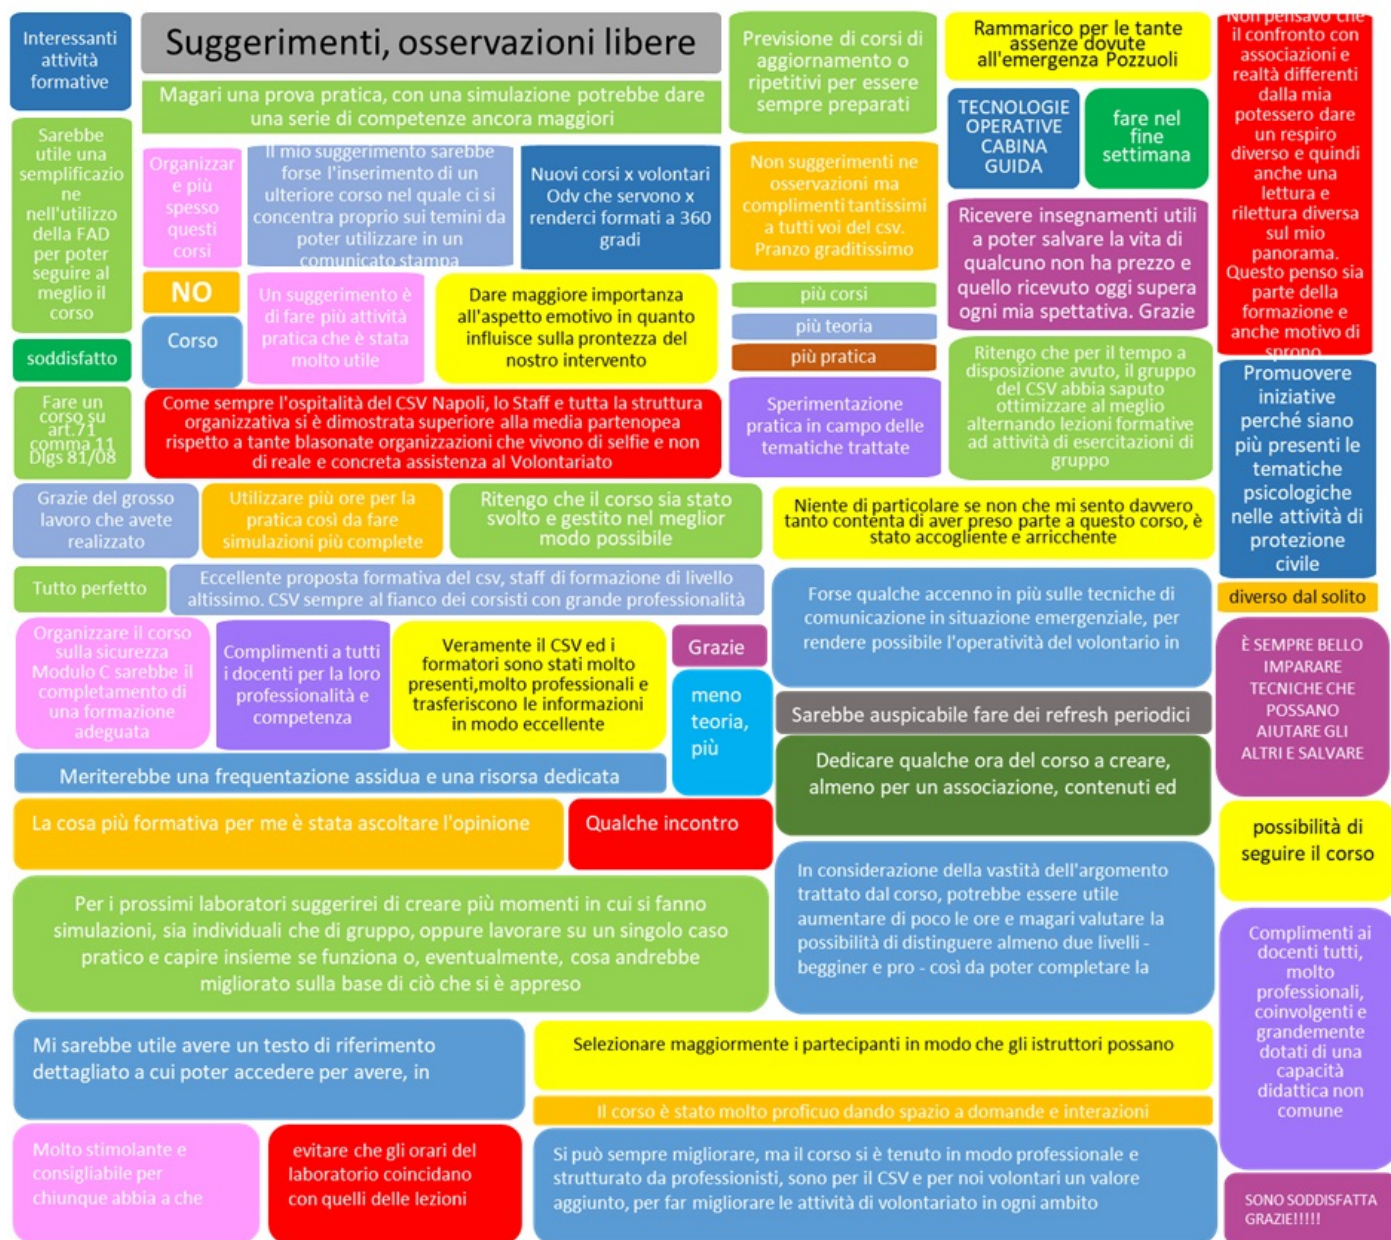 Interessanti
attività
formative
Suggerimenti, osservazioni libere
Previsione di corsi di
aggiornamento o
ripetitivi per essere
sempre preparati
Rammarico per le tante
assenze dovute
all'emergenza Pozzuoli
Non pensavo che
il confronto con
associazioni e
realtà differenti
dalla mia
potessero dare
un respiro
diverso e quindi
anche una
lettura e
rilettura diversa
sul mio
panorama.
Questo penso sia
parte della
formazione e
anche motivo di
sprono
Magari una prova pratica, con una simulazione potrebbe dare
una serie di competenze ancora maggiori
TECNOLOGIE
OPERATIVE
CABINA
GUIDA
fare nel
fine
settimana
Sarebbe
utile una
semplificazio
ne
nell'utilizzo
della FAD
per poter
seguire al
meglio il
corso
Organizzar
e più
spesso
questi
corsi
Il mio suggerimento sarebbe
forse l'inserimento di un
ulteriore corso nel quale ci si
concentra proprio sui temini da
poter utilizzare in un
comunicato stampa
Nuovi corsi x volontari
Odv che servono x
renderci formati a 360
gradi
Non suggerimenti ne
osservazioni ma
complimenti tantissimi
a tutti voi del csv.
Pranzo graditissimo
Ricevere insegnamenti utili
a poter salvare la vita di
qualcuno non ha prezzo e
quello ricevuto oggi supera
ogni mia spettativa. Grazie
NO
Corso
Un suggerimento è
di fare più attività
pratica che è stata
molto utile
Dare maggiore importanza
all'aspetto emotivo in quanto
influisce sulla prontezza del
nostro intervento
più corsi
più teoria
più pratica
soddisfatto
Ritengo che per il tempo a
disposizione avuto, il gruppo
del CSV abbia saputo
ottimizzare al meglio
alternando lezioni formative
ad attività di esercitazioni di
gruppo
Promuovere
iniziative
perché siano
più presenti le
tematiche
psicologiche
nelle attività di
protezione
civile
Fare un
corso su
art.71
comma 11
Dlgs 81/08
Come sempre l'ospitalità del CSV Napoli, lo Staff e tutta la struttura
organizzativa si è dimostrata superiore alla media partenopea
rispetto a tante blasonate organizzazioni che vivono di selfie e non
di reale e concreta assistenza al Volontariato
Sperimentazione
pratica in campo delle
tematiche trattate
Grazie del grosso
lavoro che avete
realizzato
Utilizzare più ore per la
pratica così da fare
simulazioni più complete
Ritengo che il corso sia stato
svolto e gestito nel meglior
modo possibile
Niente di particolare se non che mi sento davvero
tanto contenta di aver preso parte a questo corso, è
stato accogliente e arricchente
Tutto perfetto
Eccellente proposta formativa del csv, staff di formazione di livello
altissimo. CSV sempre al fianco dei corsisti con grande professionalità
Forse qualche accenno in più sulle tecniche di
comunicazione in situazione emergenziale, per
rendere possibile l'operatività del volontario in
diverso dal solito
Organizzare il corso
sulla sicurezza
Modulo C sarebbe il
completamento di
una formazione
adeguata
Complimenti a tutti
i docenti per la loro
professionalità e
competenza
Veramente il CSV ed i
formatori sono stati molto
presenti,molto professionali e
trasferiscono le informazioni
in modo eccellente
Grazie
meno
teoria,
più
È SEMPRE BELLO
IMPARARE
TECNICHE CHE
POSSANO
AIUTARE GLI
ALTRI E SALVARE
Sarebbe auspicabile fare dei refresh periodici
Meriterebbe una frequentazione assidua e una risorsa dedicata
Dedicare qualche ora del corso a creare,
almeno per un associazione, contenuti ed
La cosa più formativa per me è stata ascoltare l'opinione
Qualche incontro
possibilità di
seguire il corso
Per i prossimi laboratori suggerirei di creare più momenti in cui si fanno
simulazioni, sia individuali che di gruppo, oppure lavorare su un singolo caso
pratico e capire insieme se funziona o, eventualmente, cosa andrebbe
migliorato sulla base di ciò che si è appreso
In considerazione della vastità dell'argomento
trattato dal corso, potrebbe essere utile
aumentare di poco le ore e magari valutare la
possibilità di distinguere almeno due livelli -
begginer e pro - così da poter completare la
Complimenti ai
docenti tutti,
molto
professionali,
coinvolgenti e
grandemente
dotati di una
capacità
didattica non
comune
Mi sarebbe utile avere un testo di riferimento
dettagliato a cui poter accedere per avere, in
Selezionare maggiormente i partecipanti in modo che gli istruttori possano
Il corso è stato molto proficuo dando spazio a domande e interazioni
Molto stimolante e
consigliabile per
chiunque abbia a che
evitare che gli orari del
laboratorio coincidano
con quelli delle lezioni
Si può sempre migliorare, ma il corso si è tenuto in modo professionale e
strutturato da professionisti, sono per il CSV e per noi volontari un valore
aggiunto, per far migliorare le attività di volontariato in ogni ambito
SONO SODDISFATTA
GRAZIE!!!!!